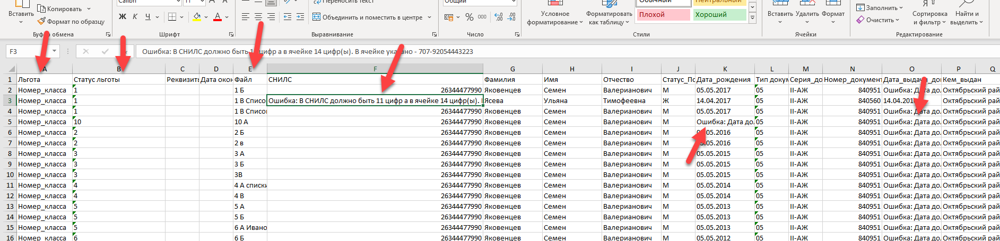 Calibri 11 A A Переносить текст Общий Обычный Нейтральный
Вставить Копировать Условное форматирование Форматировать как таблицу Вставить Удалить Формат Заполнить Сортировка и фильтр Найти и выделить
Формат по образцу Ж К Ч А Объединить и поместить в центре % 000 Плохой Хороший Очистить
Буфер обмена Шрифт Выравнивание Число Стили Ячейки Редактирование
F3 Ошибка: В СНИЛС должно быть 11 цифр а в ячейке 14 цифр(ы). В ячейке указано - 707-92054443223
A B C D E F G H I J K L M N O P Q
1 Льгота Статус льготы Реквизить Дата окон Файл СНИЛС Фамилия Имя Отчество Статус_По Дата_рождения Тип докум Серия_до Номер_документ Дата_выдачи_до Кем_выдан
2 Номер_класса 1 1 Б 26344477990 Яковенцев Семен Валерианович М 05.05.2017 05 II-АЖ 840951 Ошибка: Дата до. Октябрьский рай
3 Номер_класса 1 1 В Списо Ошибка: В СНИЛС должно быть 11 цифр а в ячейке 14 цифр(ы). Ясева Ульяна Тимофеевна Ж 14.04.2017 05 II-АЖ 840560 14.04.201 Октябрьский рай
4 Номер_класса 1 1 В Списо 26344477990 Яковенцев Семен Валерианович М 05.05.2017 05 II-АЖ 840951 Ошибка: Дата до. Октябрьский рай
5 Номер_класса 10 10 А 26344477990 Яковенцев Семен Валерианович М Ошибка: Дата до. 05 II-АЖ 840951 Ошибка: Дата до. Октябрьский рай
6 Номер_класса 2 2 Б 26344477990 Яковенцев Семен Валерианович М 05.05.2016 05 II-АЖ 840951 Ошибка: Дата до. Октябрьский рай
7 Номер_класса 2 2 в 26344477990 Яковенцев Семен Валерианович М 05.05.2016 05 II-АЖ 840951 Ошибка: Дата до. Октябрьский рай
8 Номер_класса 3 3 А 26344477990 Яковенцев Семен Валерианович М 05.05.2015 05 II-АЖ 840951 Ошибка: Дата до. Октябрьский рай
9 Номер_класса 3 3 Б 26344477990 Яковенцев Семен Валерианович М 05.05.2015 05 II-АЖ 840951 Ошибка: Дата до. Октябрьский рай
10 Номер_класса 3 3В 26344477990 Яковенцев Семен Валерианович М 05.05.2015 05 II-АЖ 840951 Ошибка: Дата до. Октябрьский рай
11 Номер_класса 4 4 А списки 26344477990 Яковенцев Семен Валерианович М 05.05.2014 05 II-АЖ 840951 Ошибка: Дата до. Октябрьский рай
12 Номер_класса 4 4 В 26344477990 Яковенцев Семен Валерианович М 05.05.2014 05 II-АЖ 840951 Ошибка: Дата до. Октябрьский рай
13 Номер_класса 5 5 А 26344477990 Яковенцев Семен Валерианович М 05.05.2013 05 II-АЖ 840951 Ошибка: Дата до. Октябрьский рай
14 Номер_класса 5 5 Б 26344477990 Яковенцев Семен Валерианович М 05.05.2013 05 II-АЖ 840951 Ошибка: Дата до. Октябрьский рай
15 Номер_класса 5 6 А Ивано 26344477990 Яковенцев Семен Валерианович М 05.05.2013 05 II-АЖ 840951 Ошибка: Дата до. Октябрьский рай
16 Номер_класса 6 6 Б 26344477990 Яковенцев Семен Валерианович М 05.05.2012 05 II-АЖ 840951 Ошибка: Дата до. Октябрьский рай